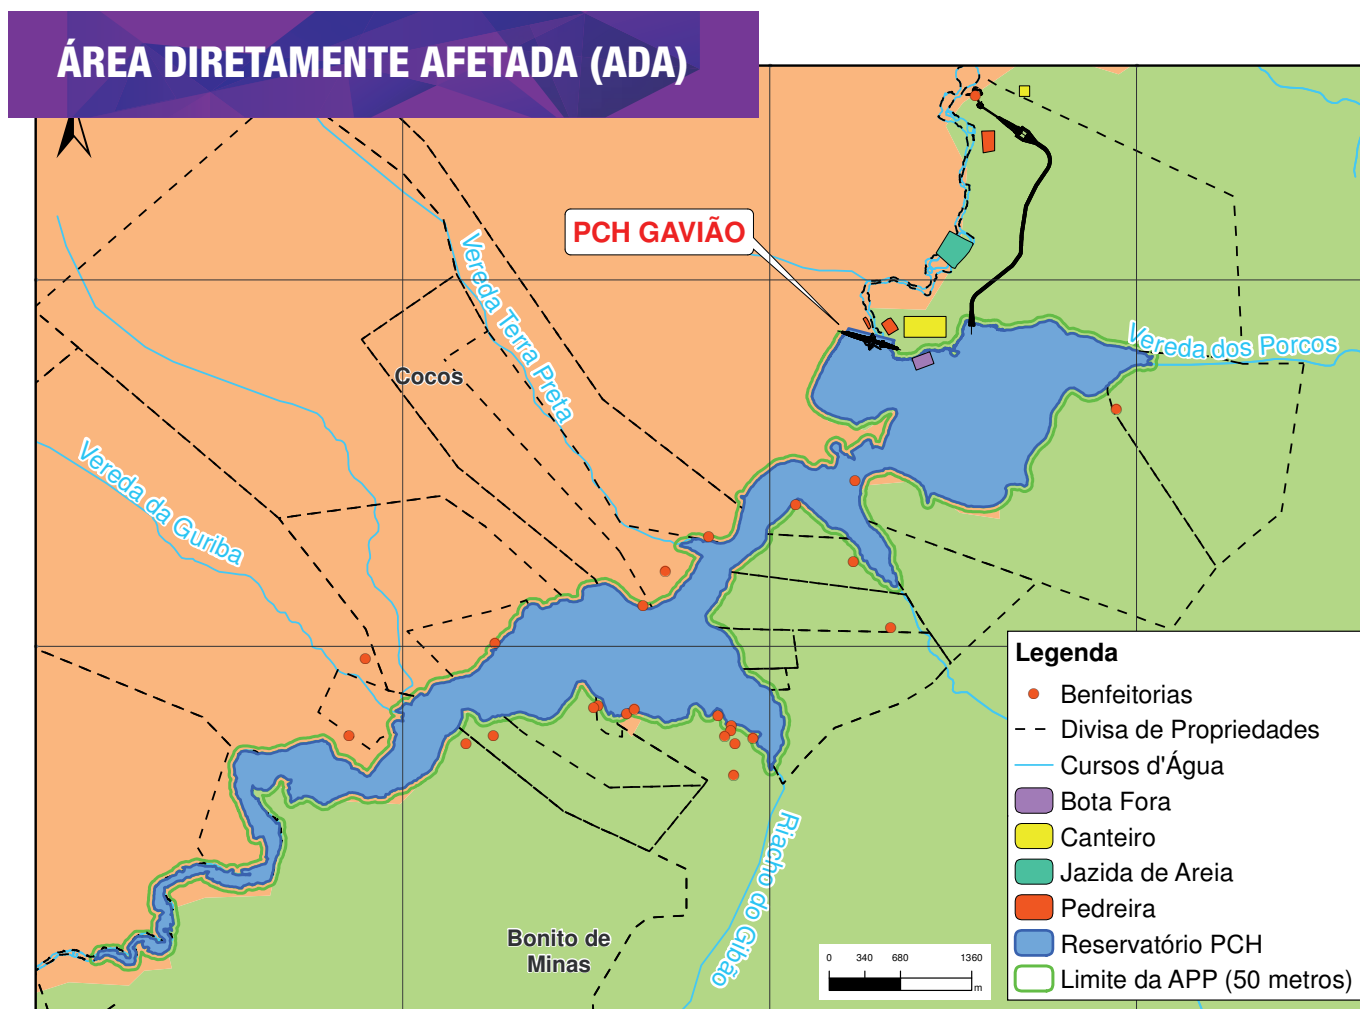 ÁREA DIRETAMENTE AFETADA (ADA)
PCH GAVIÃO
Vereda Terra Preta
Vereda dos Porcos
Cocos
Vereda da Guriba
Legenda
Benfeitorias
Divisa de Propriedades
Cursos d'Água
Bota Fora
Canteiro
Jazida de Areia
Pedreira
Reservatório PCH
Limite da APP (50 metros)
Riacho do Gibão
Bonito de
Minas
0 340 680 1360
m